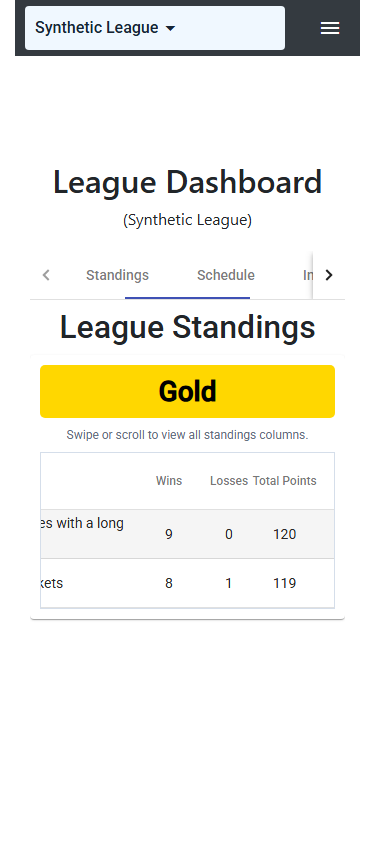 Synthetic League
League Dashboard
(Synthetic League)
Standings Schedule In
League Standings
Gold
Swipe or scroll to view all standings columns.
Wins Losses Total Points
es with a long
9 0 120
kets 8 1 119